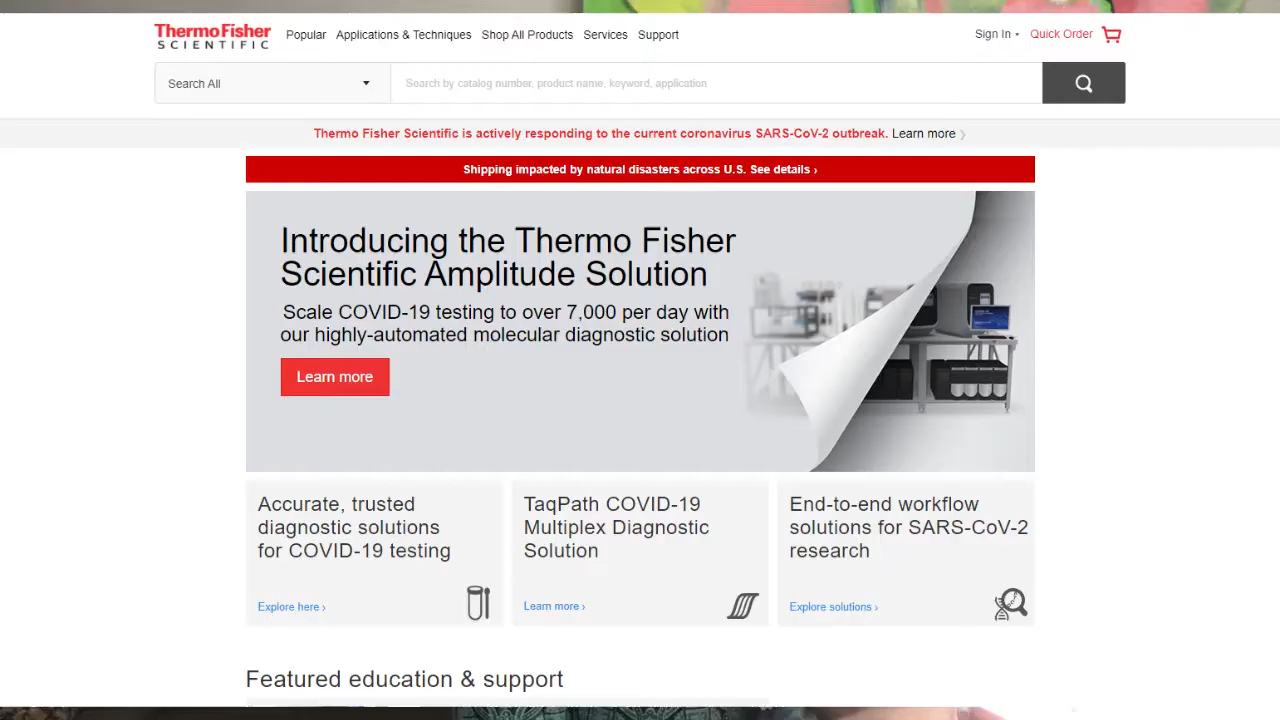 ThermoFisher
SCIENTIFIC
Popular Applications & Techniques Shop All Products Services Support
Sign In Quick Order
Search All
Search by catalog number, product name, keyword, application
Thermo Fisher Scientific is actively responding to the current coronavirus SARS-CoV-2 outbreak. Learn more ›
Shipping impacted by natural disasters across U.S. See details ›
Introducing the Thermo Fisher
Scientific Amplitude Solution
Scale COVID-19 testing to over 7,000 per day with
our highly-automated molecular diagnostic solution
Learn more
Accurate, trusted
diagnostic solutions
for COVID-19 testing
Explore here ›
TaqPath COVID-19
Multiplex Diagnostic
Solution
Learn more ›
End-to-end workflow
solutions for SARS-CoV-2
research
Explore solutions ›
Featured education & support